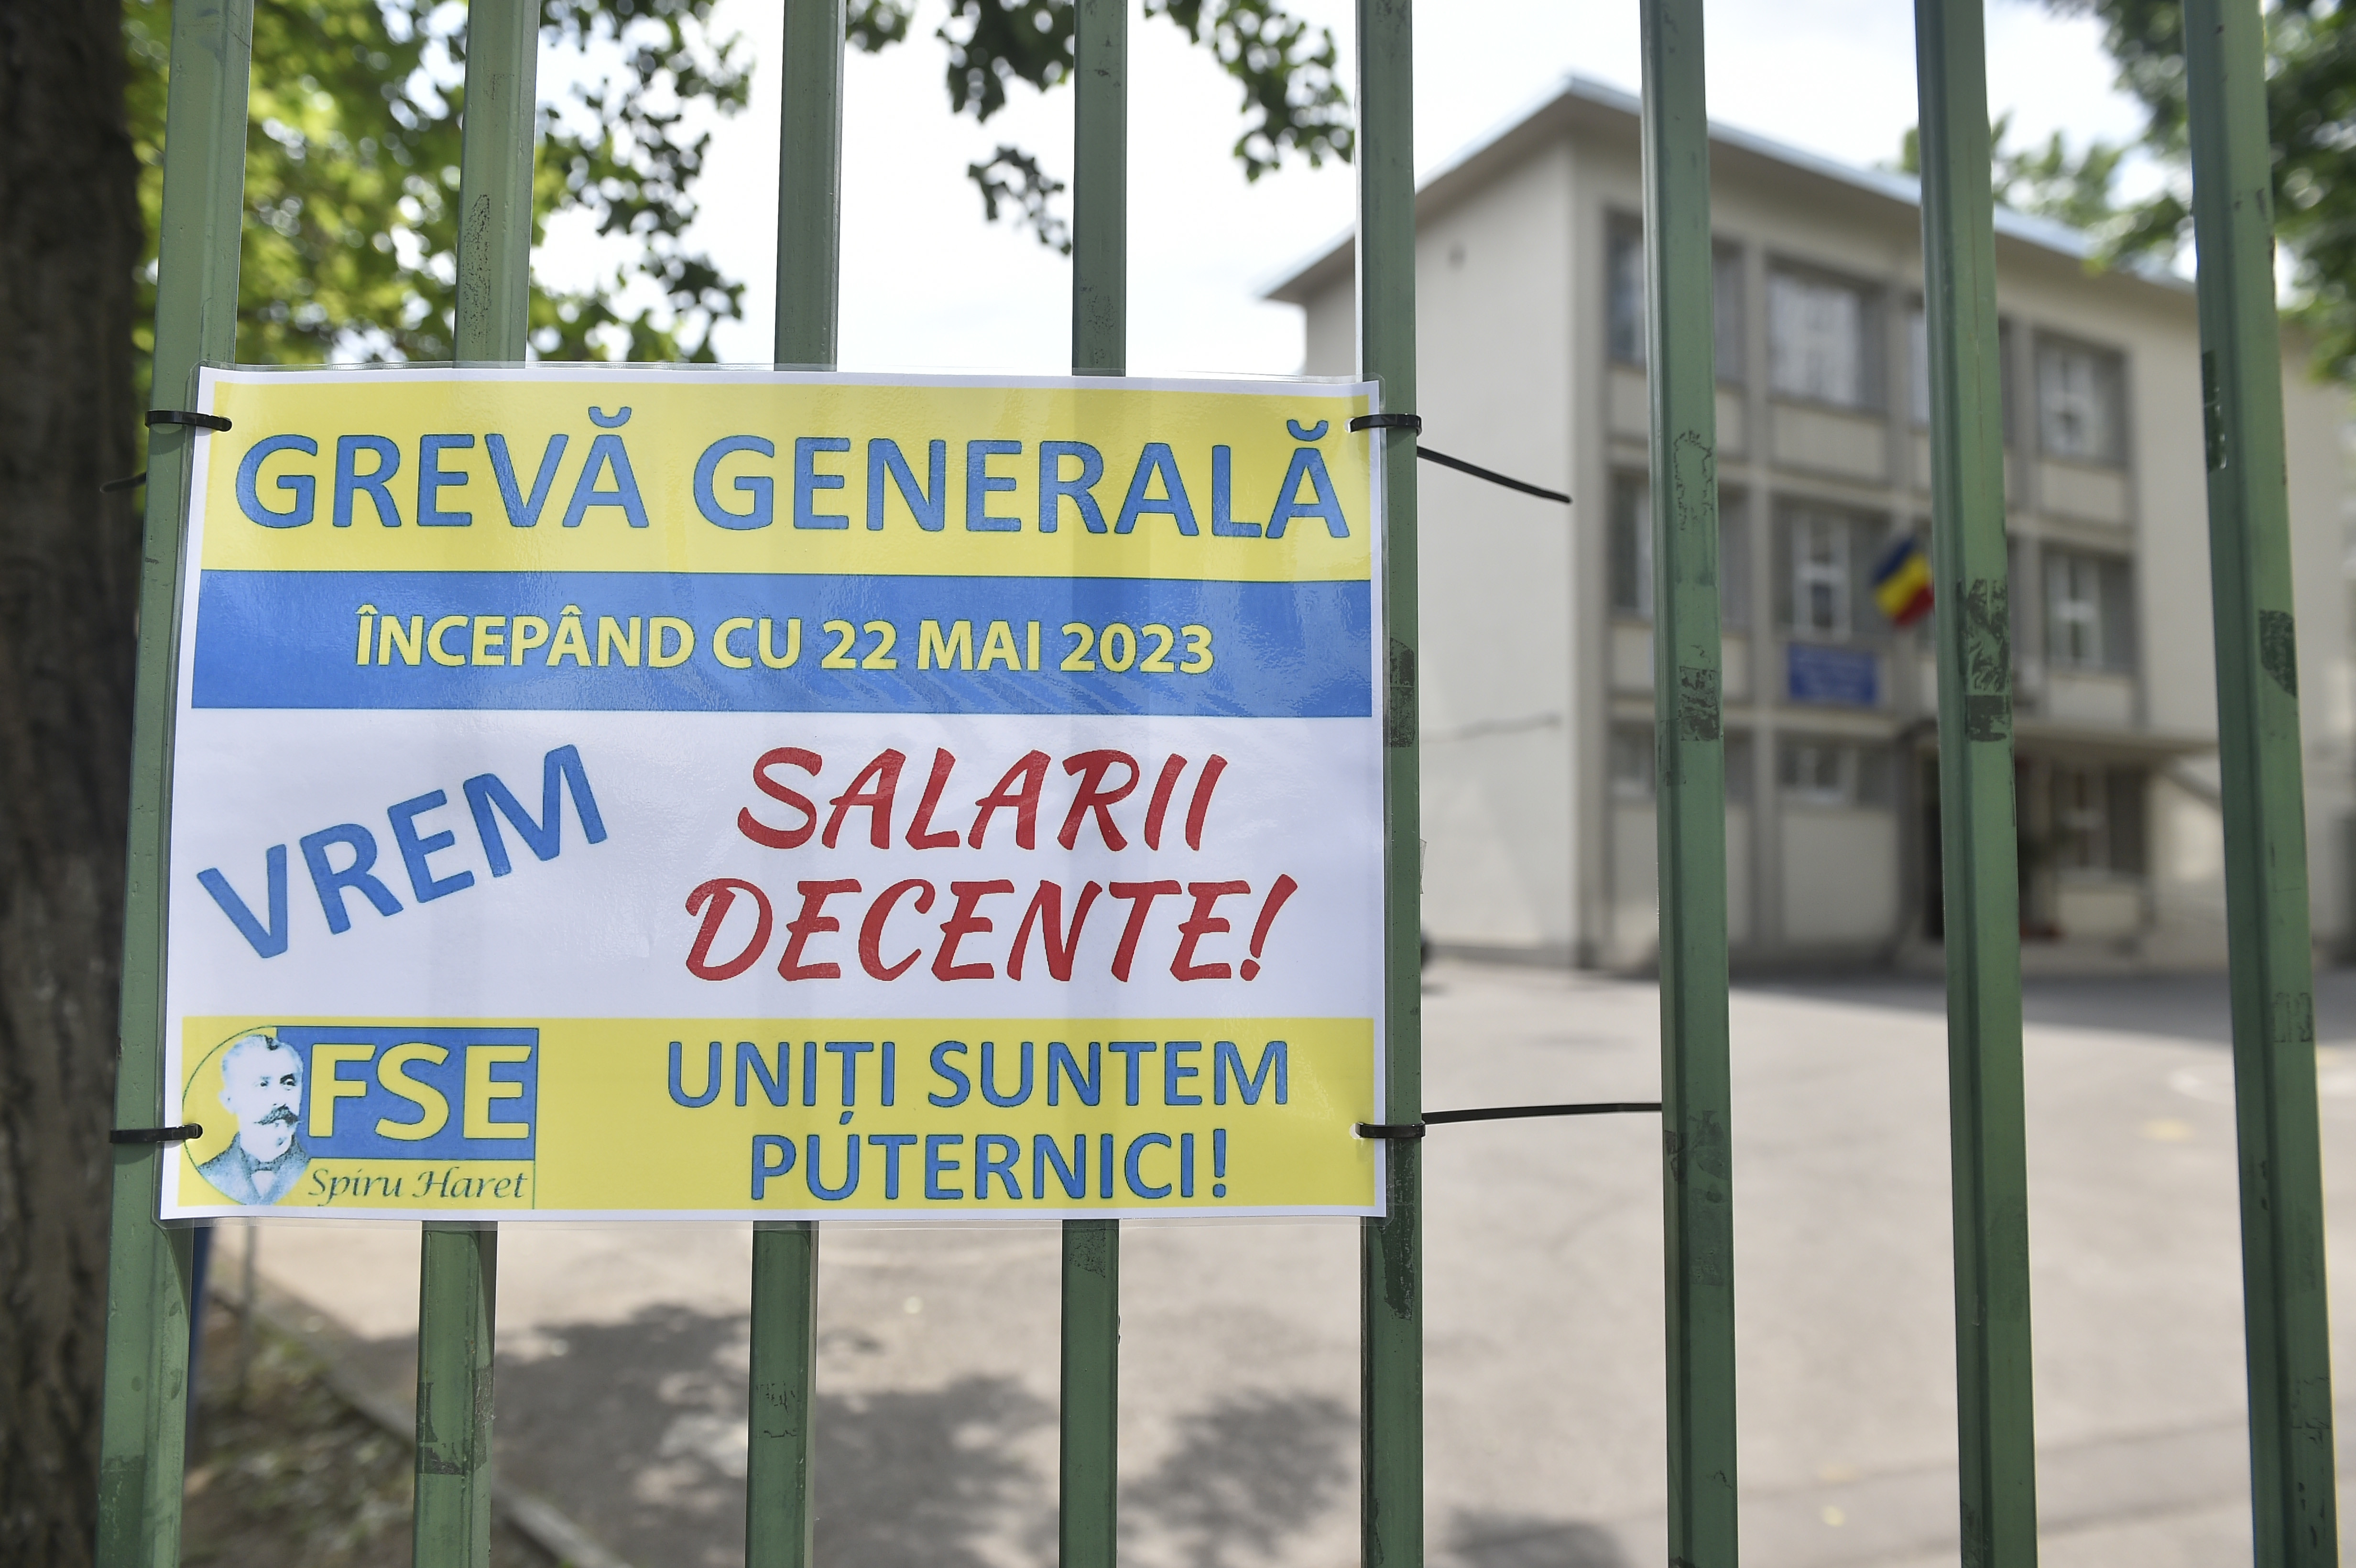 GREVĂ GENERALĂ
ÎNCEPÂND CU 22 MAI 2023
VREM
SALARII
DECENTE!
FSE
Spiru Haret
UNIȚI SUNTEM
PUTERNICI!